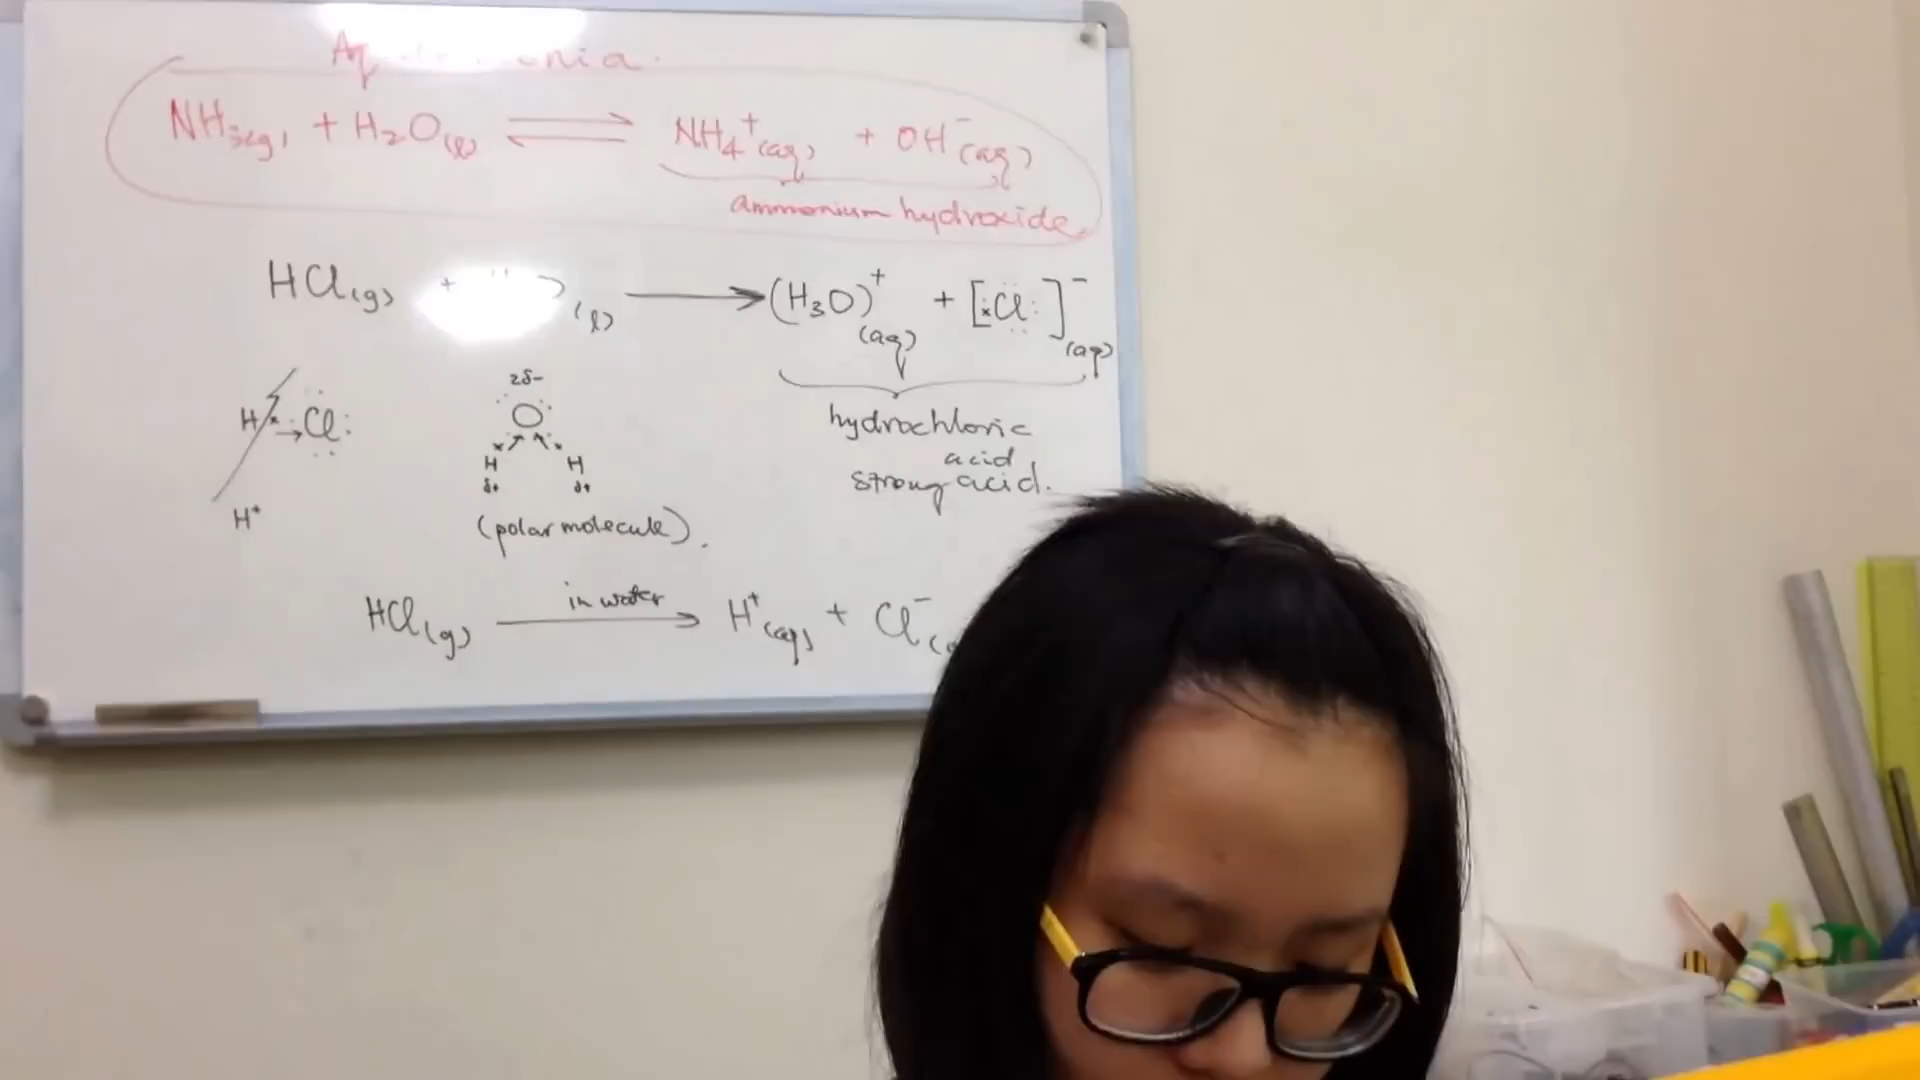 NH3(g) + H2O(l) ⇌ NH4+(aq) + OH-(aq)
ammonium hydroxide
HCl(g) + (l) → (H3O)+(aq) + [Cl]-(aq)
2δ-
H Cl
O
H H
δ+ δ+
H+
(polar molecule).
hydrochloric
acid
strong acid.
HCl(g) in water → H+(aq) + Cl-